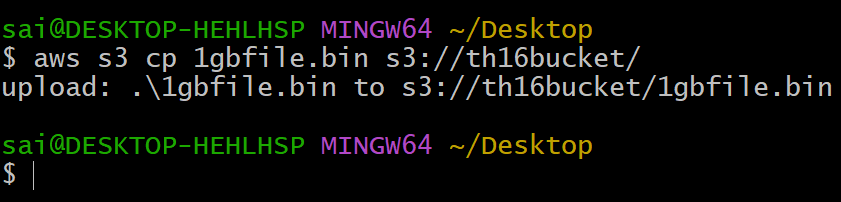 sai@DESKTOP-HEHLHSP MINGW64 ~/Desktop
$ aws s3 cp 1gbfile.bin s3://th16bucket/
upload: .\1gbfile.bin to s3://th16bucket/1gbfile.bin
sai@DESKTOP-HEHLHSP MINGW64 ~/Desktop
$